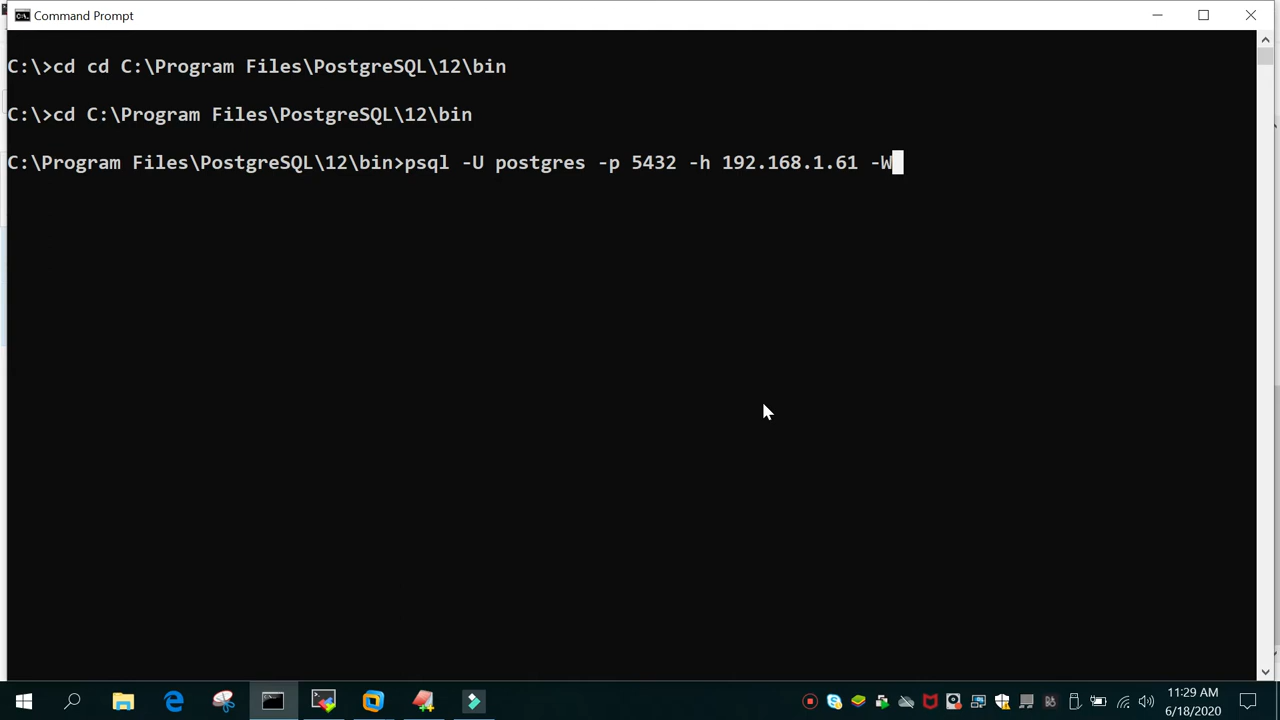 Command Prompt
C:\>cd cd C:\Program Files\PostgreSQL\12\bin
C:\>cd C:\Program Files\PostgreSQL\12\bin
C:\Program Files\PostgreSQL\12\bin>psql -U postgres -p 5432 -h 192.168.1.61 -W
11:29 AM
6/18/2020